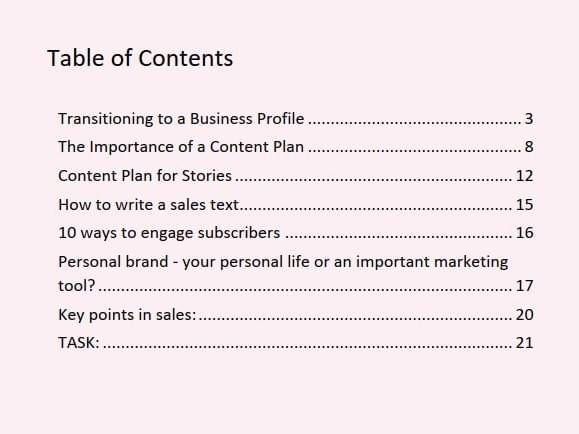 Table of Contents
Transitioning to a Business Profile ................................................ 3
The Importance of a Content Plan ................................................ 8
Content Plan for Stories .............................................................. 12
How to write a sales text............................................................. 15
10 ways to engage subscribers ................................................... 16
Personal brand - your personal life or an important marketing
tool? ............................................................................................ 17
Key points in sales: ...................................................................... 20
TASK: ........................................................................................... 21